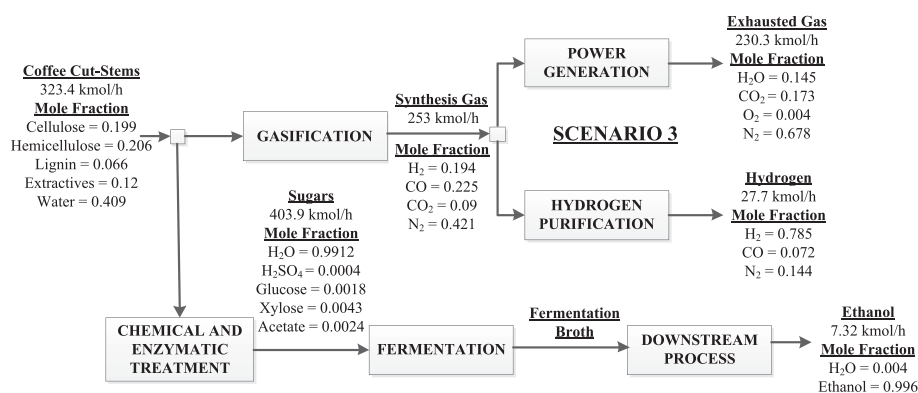 Coffee Cut-Stems
323.4 kmol/h
Mole Fraction
Cellulose = 0.199
Hemicellulose = 0.206
Lignin = 0.066
Extractives = 0.12
Water = 0.409
GASIFICATION
Synthesis Gas
253 kmol/h
Mole Fraction
H₂ = 0.194
CO = 0.225
CO₂ = 0.09
N₂ = 0.421
POWER
GENERATION
Exhausted Gas
230.3 kmol/h
Mole Fraction
H₂O = 0.145
CO₂ = 0.173
O₂ = 0.004
N₂ = 0.678
SCENARIO 3
HYDROGEN
PURIFICATION
Hydrogen
27.7 kmol/h
Mole Fraction
H₂ = 0.785
CO = 0.072
N₂ = 0.144
Sugars
403.9 kmol/h
Mole Fraction
H₂O = 0.9912
H₂SO₄ = 0.0004
Glucose = 0.0018
Xylose = 0.0043
Acetate = 0.0024
CHEMICAL AND
ENZYMATIC
TREATMENT
FERMENTATION
Fermentation
Broth
DOWNSTREAM
PROCESS
Ethanol
7.32 kmol/h
Mole Fraction
H₂O = 0.004
Ethanol = 0.996